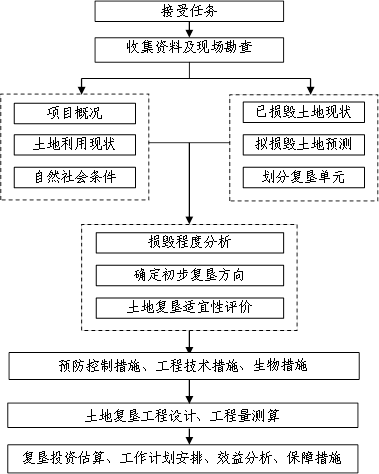 接受任务
收集资料及现场勘查
项目概况
土地利用现状
自然社会条件
已损毁土地现状
拟损毁土地预测
划分复垦单元
损毁程度分析
确定初步复垦方向
土地复垦适宜性评价
预防控制措施、工程技术措施、生物措施
土地复垦工程设计、工程量测算
复垦投资估算、工作计划安排、效益分析、保障措施